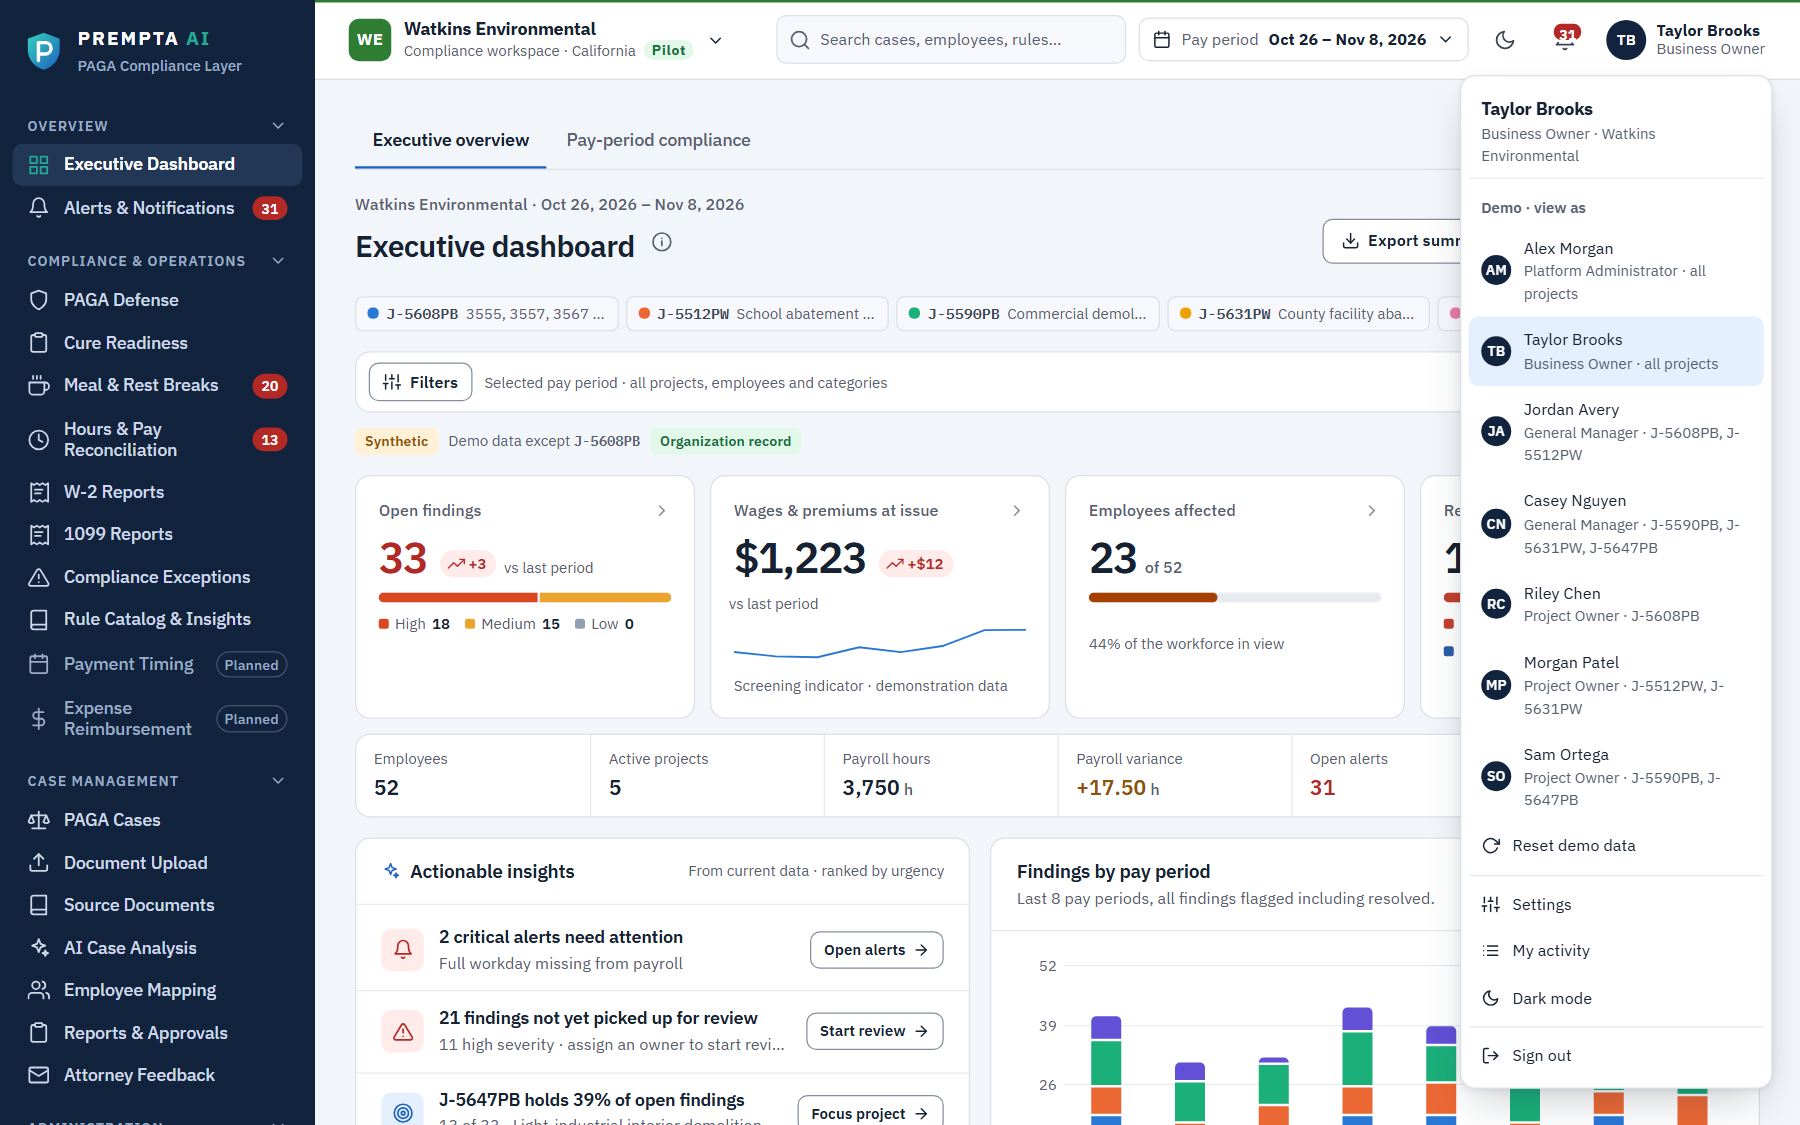 PREMPTA AI
PAGA Compliance Layer
OVERVIEW
Executive Dashboard
Alerts & Notifications 31
COMPLIANCE & OPERATIONS
PAGA Defense
Cure Readiness
Meal & Rest Breaks 20
Hours & Pay
Reconciliation 13
W-2 Reports
1099 Reports
Compliance Exceptions
Rule Catalog & Insights
Payment Timing Planned
Expense
Reimbursement Planned
CASE MANAGEMENT
PAGA Cases
Document Upload
Source Documents
AI Case Analysis
Employee Mapping
Reports & Approvals
Attorney Feedback
WE
Watkins Environmental
Compliance workspace · California Pilot
Search cases, employees, rules...
Pay period Oct 26 – Nov 8, 2026
31
TB
Taylor Brooks
Business Owner
Executive overview
Pay-period compliance
Watkins Environmental · Oct 26, 2026 – Nov 8, 2026
Executive dashboard
Export
J-5608PB 3555, 3557, 3567 ...
J-5512PW School abatement ...
J-5590PB Commercial demol...
J-5631PW County facility aba...
Filters
Selected pay period · all projects, employees and categories
Synthetic Demo data except J-5608PB Organization record
Open findings
33 +3 vs last period
High 18 Medium 15 Low 0
Wages & premiums at issue
$1,223 +$12
vs last period
Screening indicator · demonstration data
Employees affected
23 of 52
44% of the workforce in view
Employees
52
Active projects
5
Payroll hours
3,750 h
Payroll variance
+17.50 h
Open alerts
31
Actionable insights
From current data · ranked by urgency
2 critical alerts need attention
Full workday missing from payroll
Open alerts
21 findings not yet picked up for review
11 high severity · assign an owner to start revi...
Start review
J-5647PB holds 39% of open findings
Focus project
Findings by pay period
Last 8 pay periods, all findings flagged including resolved.
52
39
26
Taylor Brooks
Business Owner · Watkins
Environmental
Demo · view as
AM
Alex Morgan
Platform Administrator · all
projects
TB
Taylor Brooks
Business Owner · all projects
JA
Jordan Avery
General Manager · J-5608PB, J-
5512PW
CN
Casey Nguyen
General Manager · J-5590PB, J-
5631PW, J-5647PB
RC
Riley Chen
Project Owner · J-5608PB
MP
Morgan Patel
Project Owner · J-5512PW, J-
5631PW
SO
Sam Ortega
Project Owner · J-5590PB, J-
5647PB
Reset demo data
Settings
My activity
Dark mode
Sign out